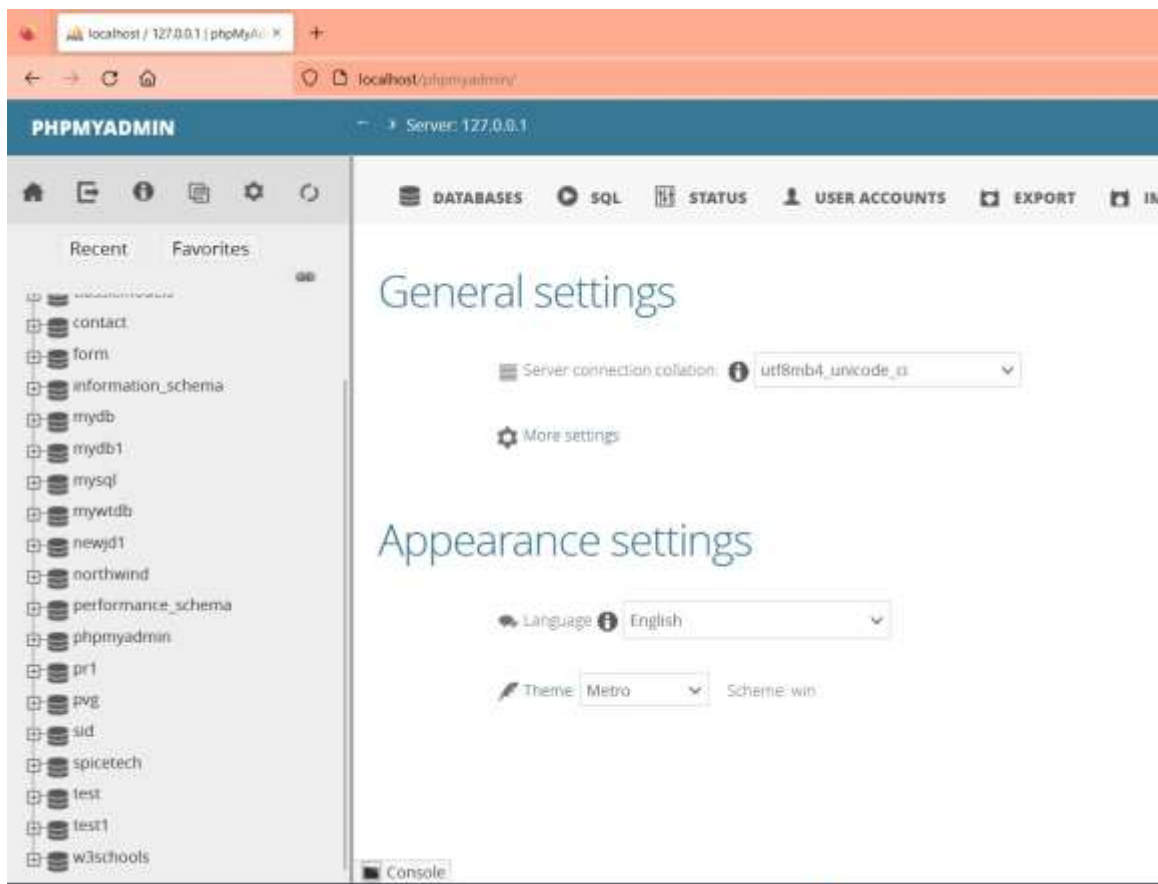 localhost / 127.0.0.1 | phpMyAd
localhost/phpmyadmin/
PHPMYADMIN
Server: 127.0.0.1
DATABASES SQL STATUS USER ACCOUNTS EXPORT
Recent Favorites
General settings
contact
form
Server connection collation: utf8mb4_unicode_ci
information_schema
mydb
More settings
mydb1
mysql
mywtdb
Appearance settings
newjd1
northwind
performance_schema
Language English
phpmyadmin
pr1
Theme Metro Scheme: win
pvg
sid
spicetech
test
test1
w3schools
Console